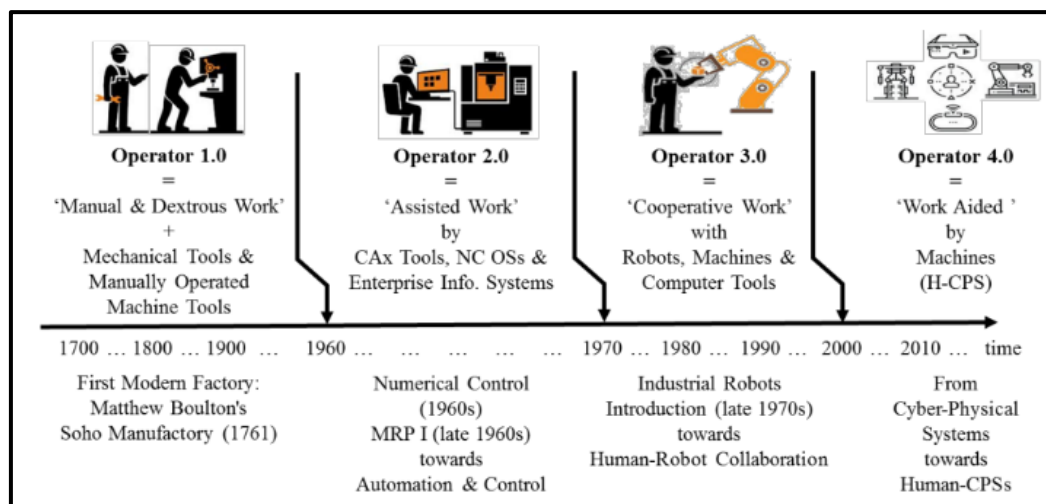 Operator 1.0
=
‘Manual & Dextrous Work’
+
Mechanical Tools &
Manually Operated
Machine Tools
Operator 2.0
=
‘Assisted Work’
by
CAx Tools, NC OSs &
Enterprise Info. Systems
Operator 3.0
=
‘Cooperative Work’
with
Robots, Machines &
Computer Tools
Operator 4.0
=
‘Work Aided ’
by
Machines
(H-CPS)
1700 … 1800 … 1900 … 1960 … … … … … 1970 … 1980 … 1990 … 2000 … 2010 … time
First Modern Factory:
Matthew Boulton's
Soho Manufactory (1761)
Numerical Control
(1960s)
MRP I (late 1960s)
towards
Automation & Control
Industrial Robots
Introduction (late 1970s)
towards
Human-Robot Collaboration
From
Cyber-Physical
Systems
towards
Human-CPSs